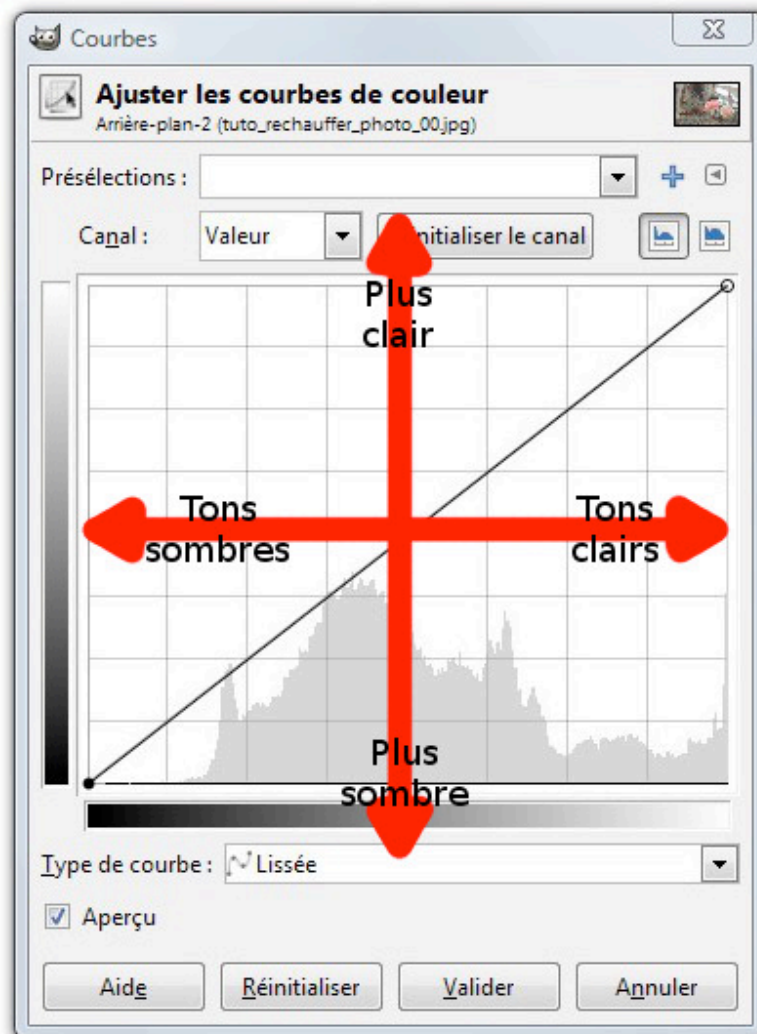 Courbes
Ajuster les courbes de couleur
Arrière-plan-2 (tuto_rechauffer_photo_00.jpg)
Présélections :
Canal : Valeur initialiser le canal
Plus
clair
Tons Tons
sombres clairs
Plus
sombre
Type de courbe : Lissée
Aperçu
Aide Réinitialiser Valider Annuler